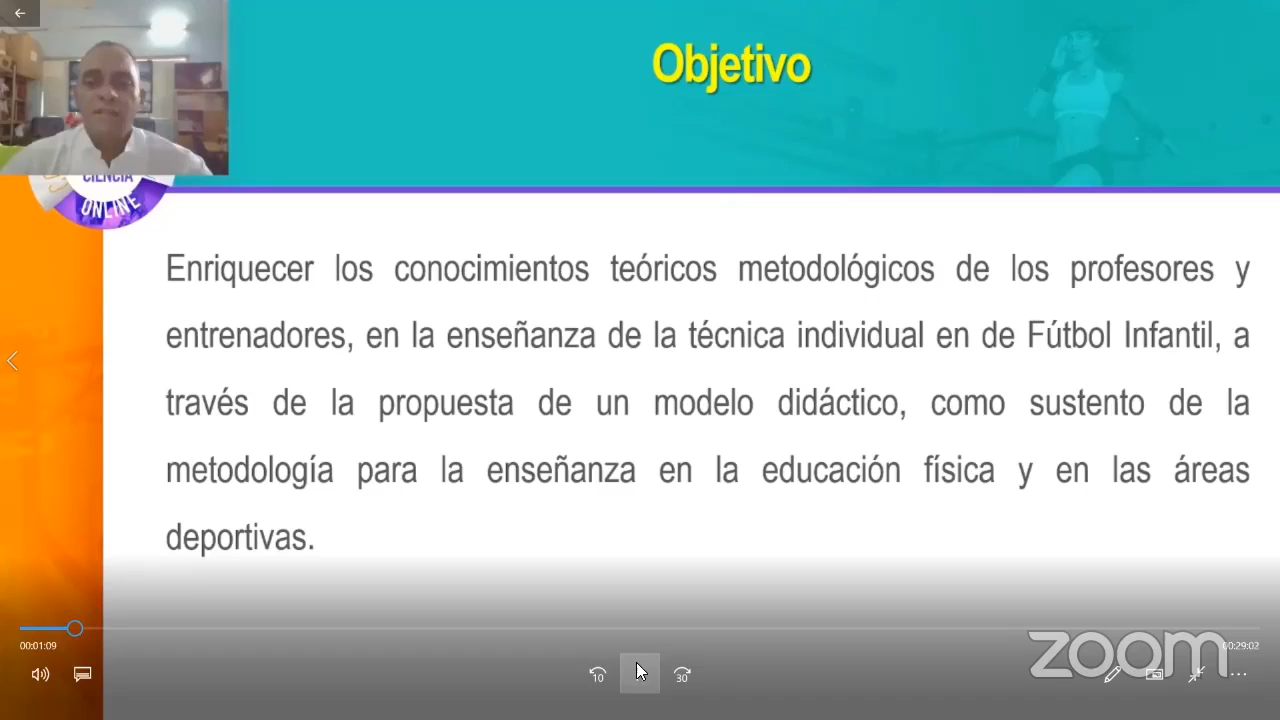 Objetivo
CIENCIA
ONLINE
Enriquecer los conocimientos teóricos metodológicos de los profesores y
entrenadores, en la enseñanza de la técnica individual en de Fútbol Infantil, a
través de la propuesta de un modelo didáctico, como sustento de la
metodología para la enseñanza en la educación física y en las áreas
deportivas.
00:01:09
00:29:02
zoom
10
30